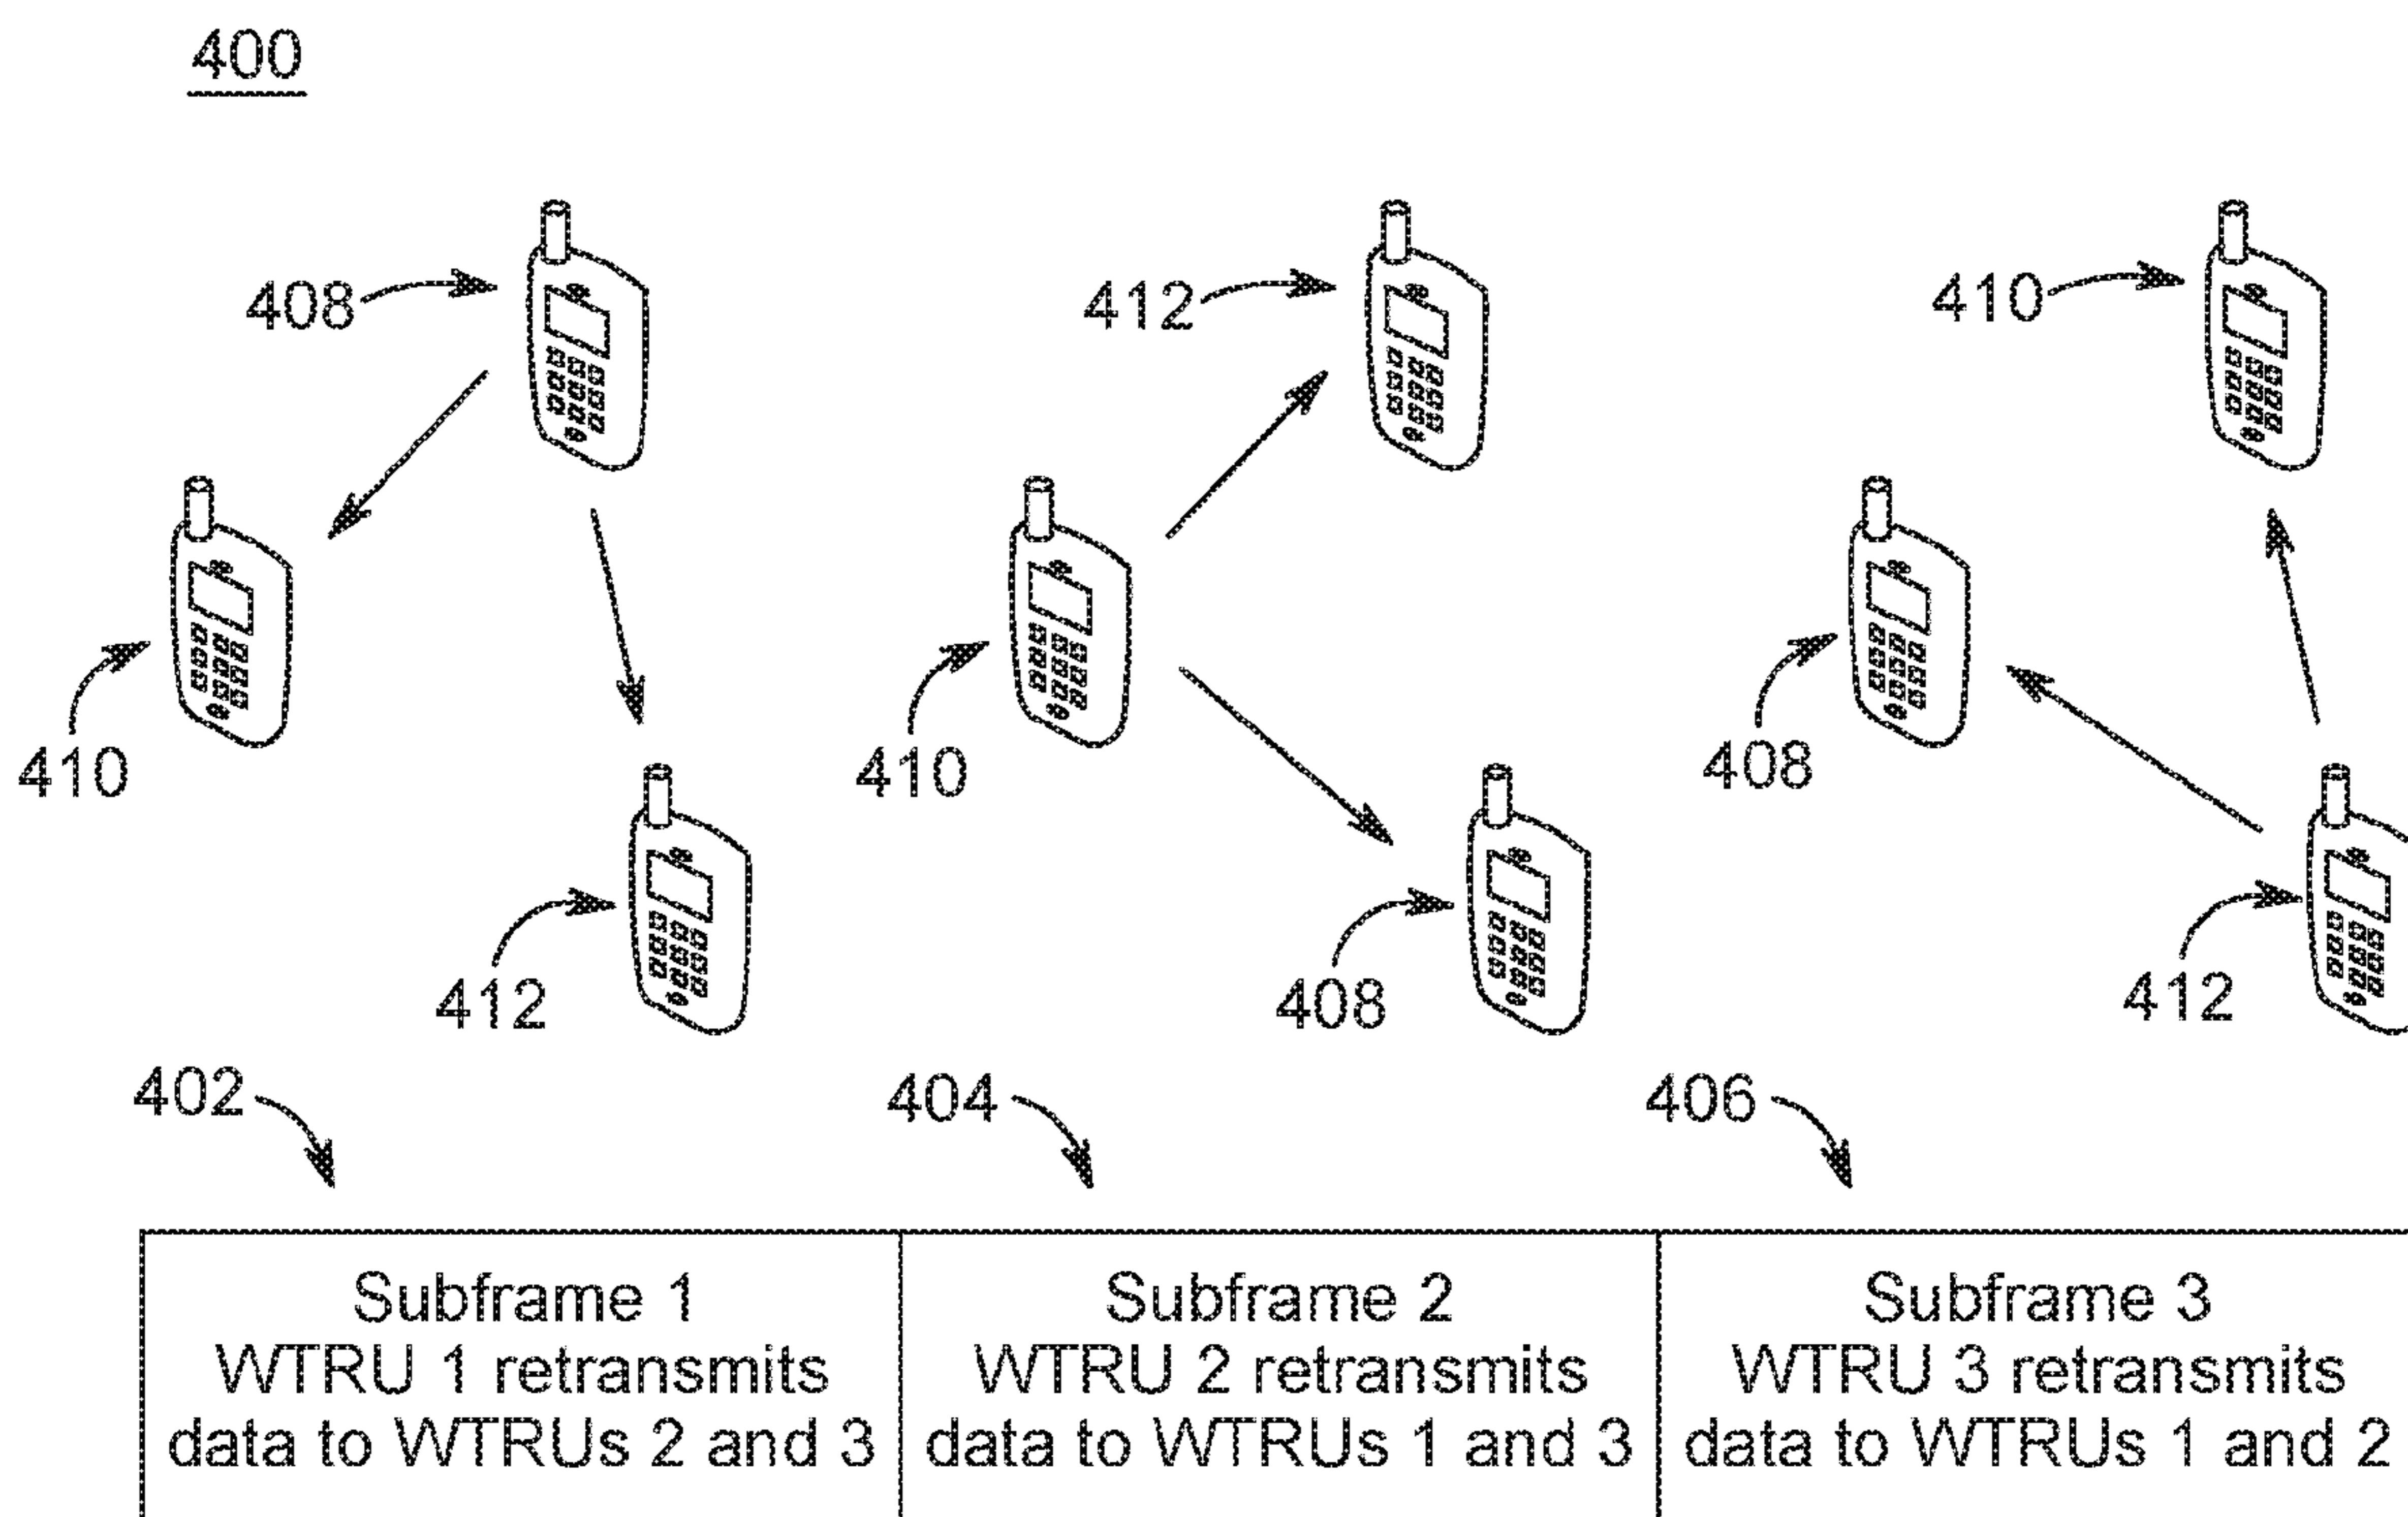 400
408
412
410
410
410
408
412
408
412
402
404
406
Subframe 1
WTRU 1 retransmits
data to WTRUs 2 and 3
Subframe 2
WTRU 2 retransmits
data to WTRUs 1 and 3
Subframe 3
WTRU 3 retransmits
data to WTRUs 1 and 2